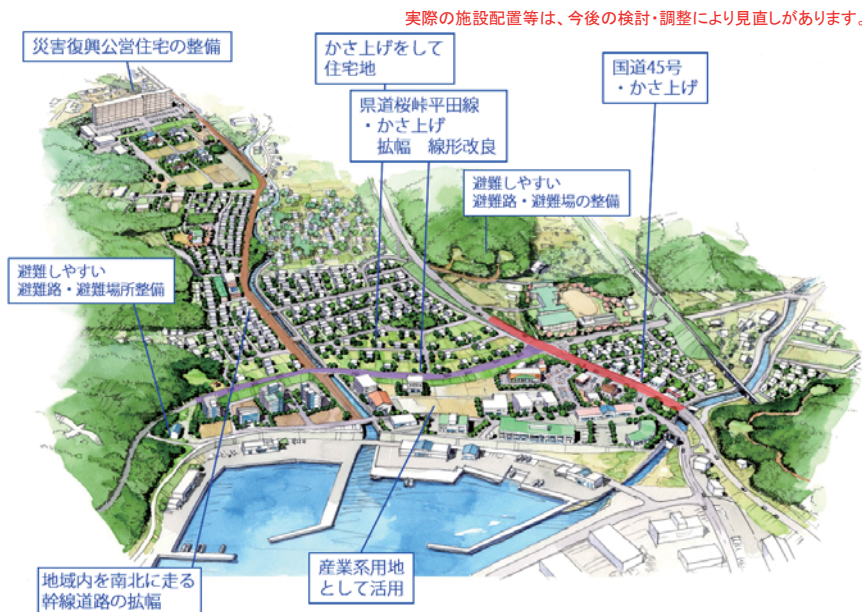 実際の施設配置等は、今後の検討・調整により見直しがあります。
災害復興公営住宅の整備
かさ上げをして
住宅地
国道45号
・かさ上げ
県道桜峠平田線
・かさ上げ
拡幅 線形改良
避難しやすい
避難路・避難場の整備
避難しやすい
避難路・避難場所整備
地域内を南北に走る
幹線道路の拡幅
産業系用地
として活用